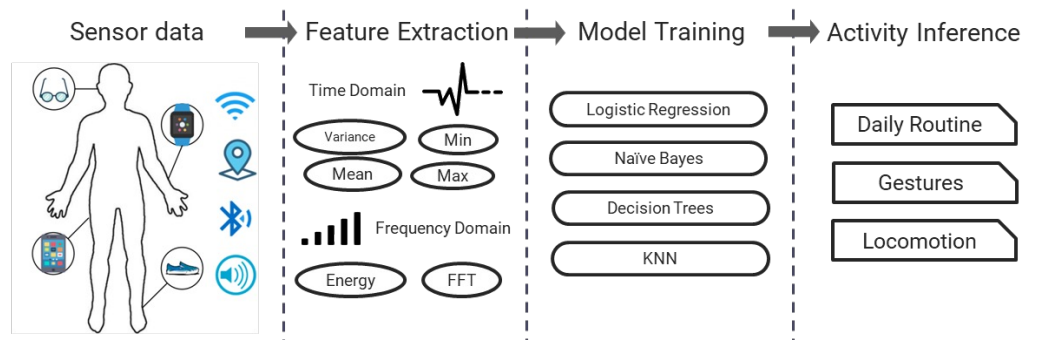 Sensor data
Feature Extraction
Model Training
Activity Inference
Time Domain
Variance
Min
Mean
Max
Frequency Domain
Energy
FFT
Logistic Regression
Naïve Bayes
Decision Trees
KNN
Daily Routine
Gestures
Locomotion